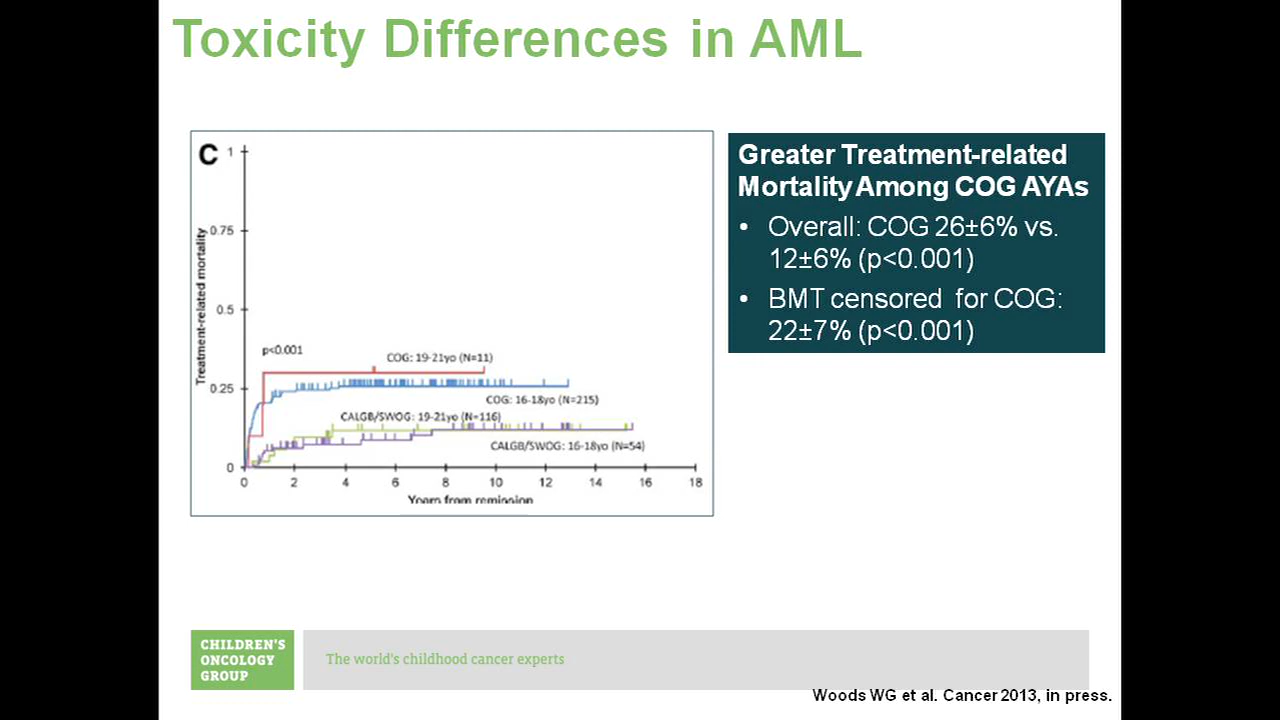 Toxicity Differences in AML
C
1
0.75
0.5
0.25
0
Treatment-related mortality
p<0.001
COG: 19-21yo (N=11)
COG: 16-18yo (N=215)
CALGB/SWOG: 19-21yo (N=116)
CALGB/SWOG: 16-18yo (N=54)
0 2 4 6 8 10 12 14 16 18
Years from remission
Greater Treatment-related
Mortality Among COG AYAs
• Overall: COG 26±6% vs.
12±6% (p<0.001)
• BMT censored for COG:
22±7% (p<0.001)
CHILDREN'S
ONCOLOGY
GROUP
The world's childhood cancer experts
Woods WG et al. Cancer 2013, in press.